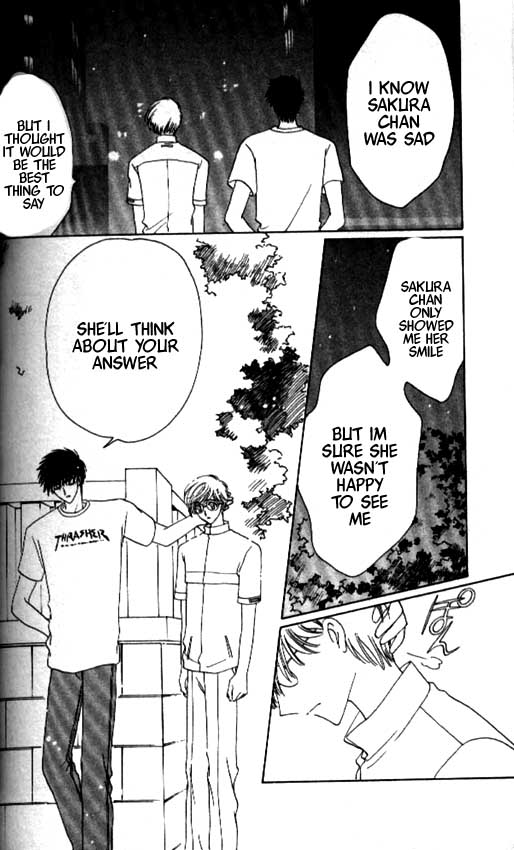 I KNOW
SAKURA
CHAN
WAS SAD
BUT I
THOUGHT
IT WOULD
BE THE
BEST
THING TO
SAY
SAKURA
CHAN
ONLY
SHOWED
ME HER
SMILE
BUT IM
SURE SHE
WASN'T
HAPPY
TO SEE
ME
SHE'LL THINK
ABOUT YOUR
ANSWER
THRASHER